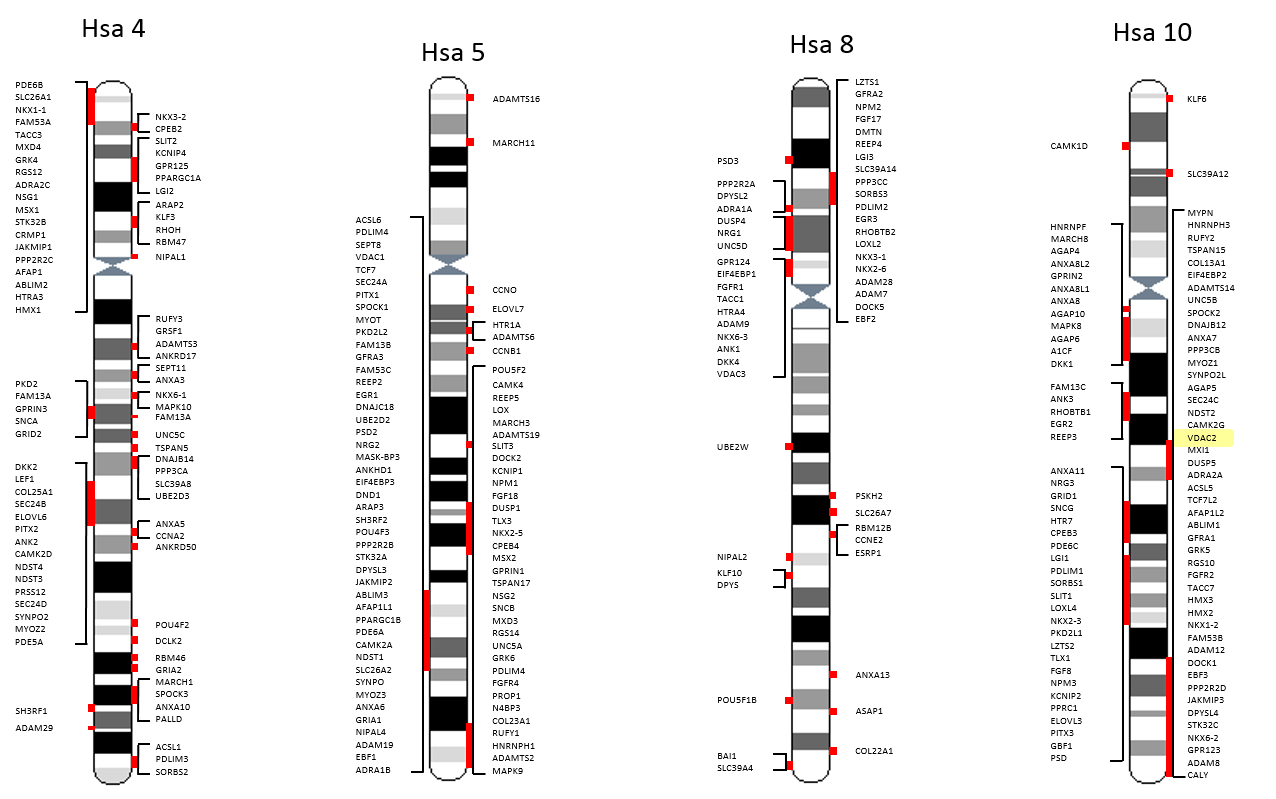 Hsa 4
PDE6B
SLC26A1
NKX1-1
FAM53A
TACC3
MXD4
GRK4
RGS12
ADRA2C
NSG1
MSX1
STK32B
CRMP1
JAKMIP1
PPP2R2C
AFAP1
ABLIM2
HTRA3
HMX1
PKD2
FAM13A
GPRIN3
SNCA
GRID2
DKK2
LEF1
COL25A1
SEC24B
ELOVL6
PITX2
ANK2
CAMK2D
NDST4
NDST3
PRSS12
SEC24D
SYNPO2
MYOZ2
PDE5A
SH3RF1
ADAM29
NKX3-2
CPEB2
SLIT2
KCNIP4
GPR125
PPARGC1A
LGI2
ARAP2
KLF3
RHOH
RBM47
NIPAL1
RUFY3
GRSF1
ADAMTS3
ANKRD17
SEPT11
ANXA3
NKX6-1
MAPK10
FAM13A
UNC5C
TSPAN5
DNAJB14
PPP3CA
SLC39A8
UBE2D3
ANXA5
CCNA2
ANKRD50
POU4F2
DCLK2
RBM46
GRIA2
MARCH1
SPOCK3
ANXA10
PALLD
ACSL1
PDLIM3
SORBS2
Hsa 5
ACSL6
PDLIM4
SEPT8
VDAC1
TCF7
SEC24A
PITX1
SPOCK1
MYOT
PKD2L2
FAM13B
GFRA3
FAM53C
REEP2
EGR1
DNAJC18
UBE2D2
PSD2
NRG2
MASK-BP3
ANKHD1
EIF4EBP3
DND1
ARAP3
SH3RF2
POU4F3
PPP2R2B
STK32A
DPYSL3
JAKMIP2
ABLIM3
AFAP1L1
PPARGC1B
PDE6A
CAMK2A
NDST1
SLC26A2
SYNPO
MYOZ3
ANXA6
GRIA1
NIPAL4
ADAM19
EBF1
ADRA1B
ADAMTS16
MARCH11
CCNO
ELOVL7
HTR1A
ADAMTS6
CCNB1
POU5F2
CAMK4
REEP5
LOX
MARCH3
ADAMTS19
SLIT3
DOCK2
KCNIP1
NPM1
FGF18
DUSP1
TLX3
NKX2-5
CPEB4
MSX2
GPRIN1
TSPAN17
NSG2
SNCB
MXD3
RGS14
UNC5A
GRK6
PDLIM4
FGFR4
PROP1
N4BP3
COL23A1
RUFY1
HNRNPH1
ADAMTS2
MAPK9
Hsa 8
PSD3
PPP2R2A
DPYSL2
ADRA1A
DUSP4
NRG1
UNC5D
GPR124
EIF4EBP1
FGFR1
TACC1
HTRA4
ADAM9
NKX6-3
ANK1
DKK4
VDAC3
UBE2W
NIPAL2
KLF10
DPYS
POU5F1B
BAI1
SLC39A4
LZTS1
GFRA2
NPM2
FGF17
DMTN
REEP4
LGI3
SLC39A14
PPP3CC
SORBS3
PDLIM2
EGR3
RHOBTB2
LOXL2
NKX3-1
NKX2-6
ADAM28
ADAM7
DOCK5
EBF2
PSKH2
SLC26A7
RBM12B
CCNE2
ESRP1
ANXA13
ASAP1
COL22A1
Hsa 10
CAMK1D
HNRNPF
MARCH8
AGAP4
ANXA8L2
GPRIN2
ANXA8L1
ANXA8
AGAP10
MAPK8
AGAP6
A1CF
DKK1
FAM13C
ANK3
RHOBTB1
EGR2
REEP3
ANXA11
NRG3
GRID1
SNCG
HTR7
CPEB3
PDE6C
LGI1
PDLIM1
SORBS1
SLIT1
LOXL4
NKX2-3
PKD2L1
LZTS2
TLX1
FGF8
NPM3
KCNIP2
PPRC1
ELOVL3
PITX3
GBF1
PSD
KLF6
SLC39A12
MYPN
HNRNPH3
RUFY2
TSPAN15
COL13A1
EIF4EBP2
ADAMTS14
UNC5B
SPOCK2
DNAJB12
ANXA7
PPP3CB
MYOZ1
SYNPO2L
AGAP5
SEC24C
NDST2
CAMK2G
VDAC2
MXI1
DUSP5
ADRA2A
ACSL5
TCF7L2
AFAP1L2
ABLIM1
GFRA1
GRK5
RGS10
FGFR2
TACC7
HMX3
HMX2
NKX1-2
FAM53B
ADAM12
DOCK1
EBF3
PPP2R2D
JAKMIP3
DPYSL4
STK32C
NKX6-2
GPR123
ADAM8
CALY